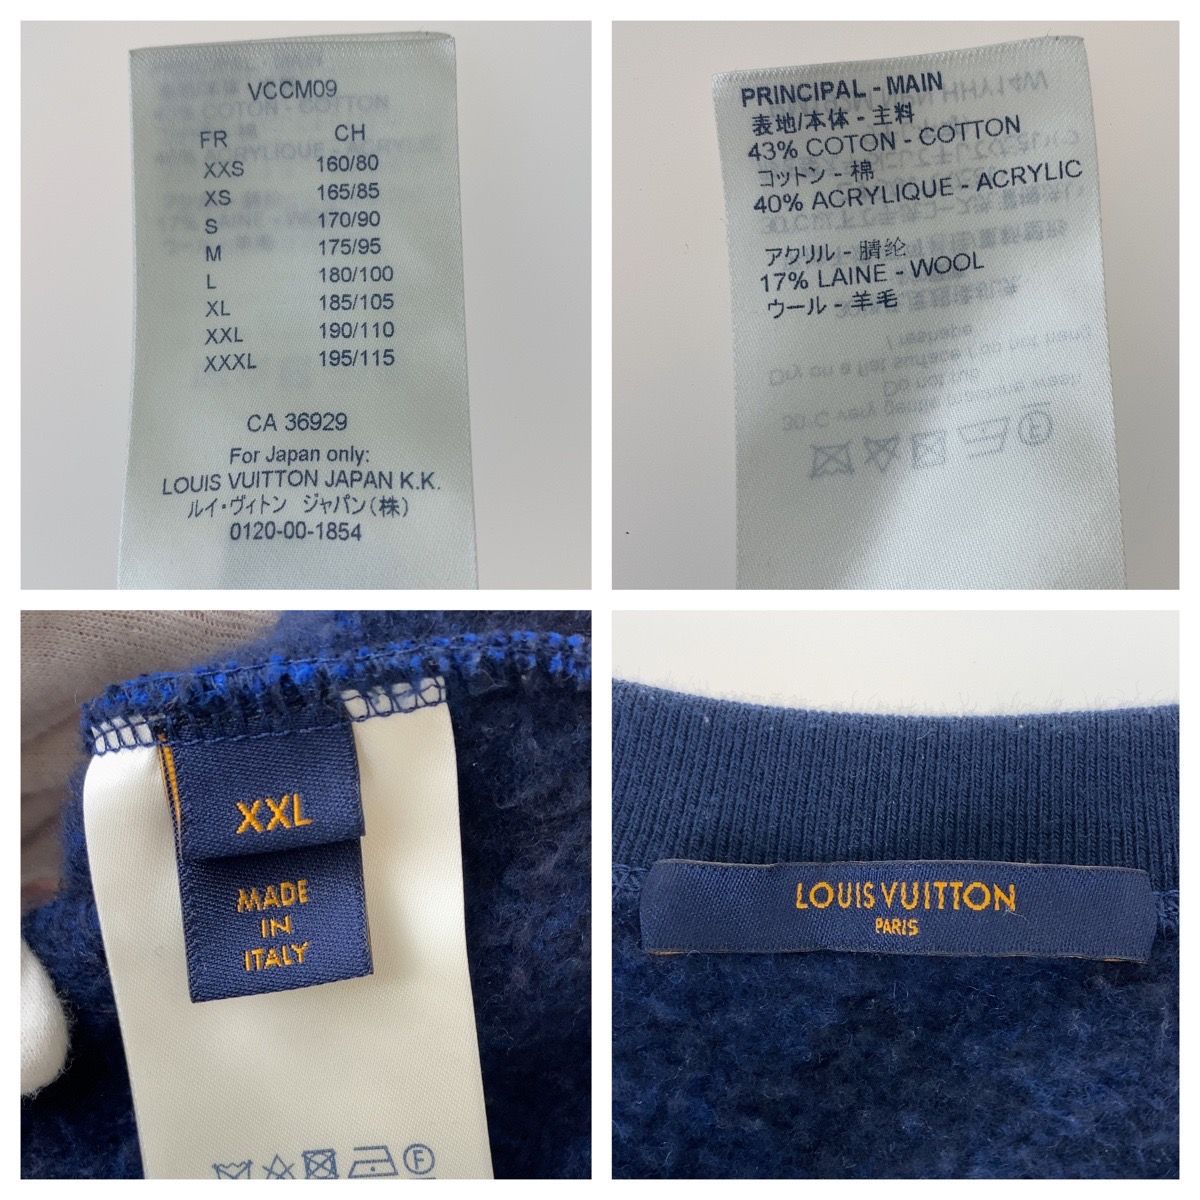 VCCM09
FR CH
XXS 160/80
XS 165/85
S 170/90
M 175/95
L 180/100
XL 185/105
XXL 190/110
XXXL 195/115
CA 36929
For Japan only:
LOUIS VUITTON JAPAN K.K.
ルイ・ヴィトン ジャパン(株)
0120-00-1854
PRINCIPAL - MAIN
表地/本体 - 主料
43% COTON - COTTON
コットン - 棉
40% ACRYLIQUE - ACRYLIC
アクリル - 腈纶
17% LAINE - WOOL
ウール - 羊毛
XXL
MADE
IN
ITALY
LOUIS VUITTON
PARIS